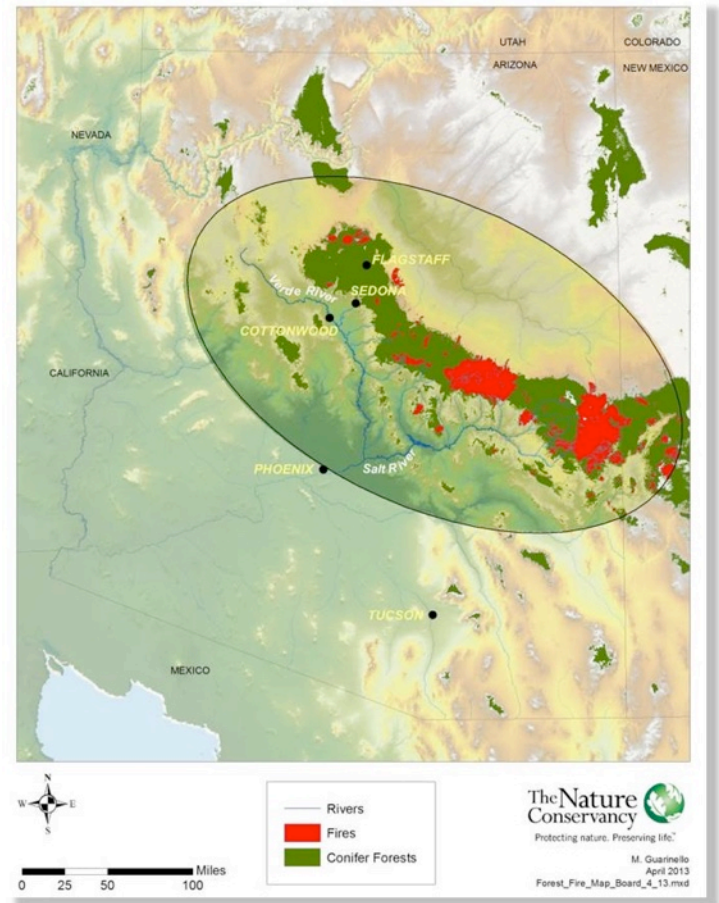 UTAH
COLORADO
ARIZONA
NEW MEXICO
NEVADA
FLAGSTAFF
Verde River
SEDONA
COTTONWOOD
CALIFORNIA
PHOENIX
Salt River
TUCSON
MEXICO
N
W E
S
Rivers
Fires
Conifer Forests
0 25 50 100 Miles
The Nature
Conservancy
Protecting nature. Preserving life.™
M. Guarinello
April 2013
Forest_Fire_Map_Board_4_13.mxd